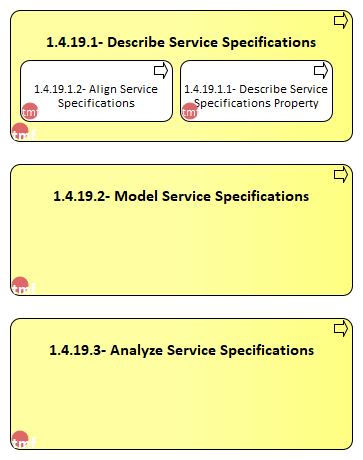 1.4.19.1- Describe Service Specifications
1.4.19.1.2- Align Service
Specifications
tmf
1.4.19.1.1- Describe Service
Specifications Property
tmf
tmf
1.4.19.2- Model Service Specifications
tmf
1.4.19.3- Analyze Service Specifications
tmf